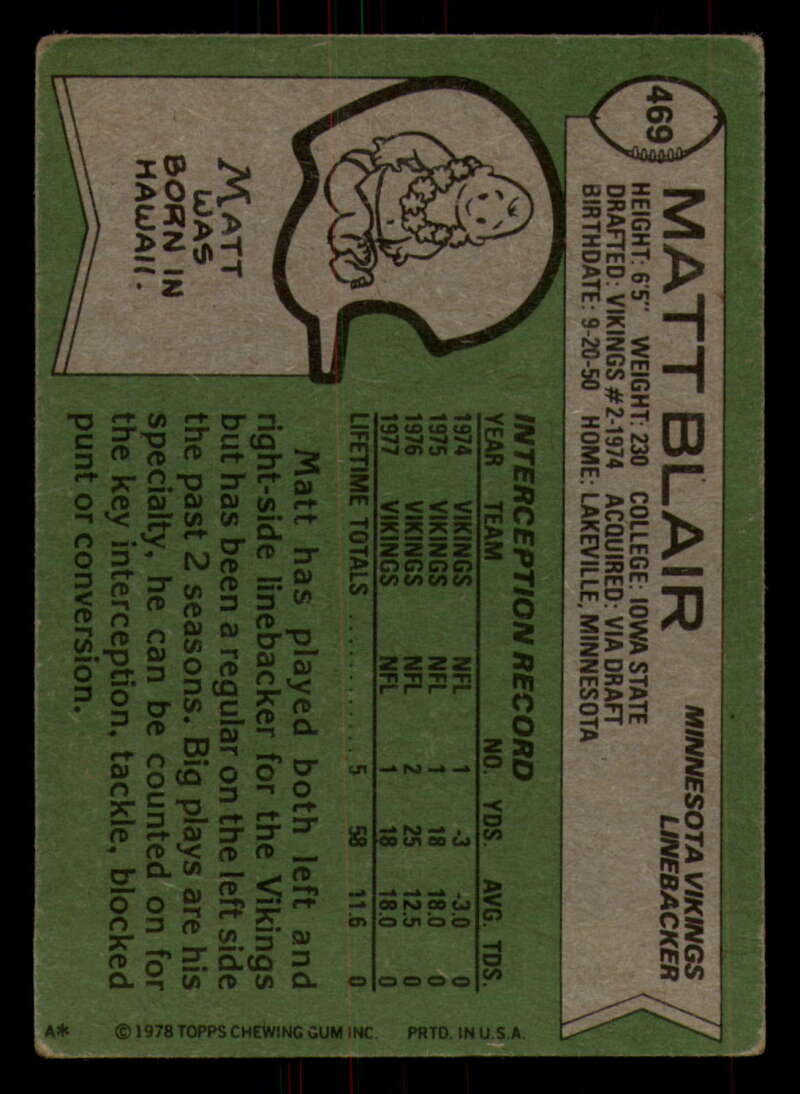 469
MATT BLAIR
MINNESOTA VIKINGS
LINEBACKER
HEIGHT: 6'5" WEIGHT: 230 COLLEGE: IOWA STATE
DRAFTED: VIKINGS #2-1974 ACQUIRED: VIA DRAFT
BIRTHDATE: 9-20-50 HOME: LAKEVILLE, MINNESOTA
MATT
WAS
BORN IN
HAWAII.
INTERCEPTION RECORD
YEAR TEAM NO. YDS. AVG. TDS.
1974 VIKINGS NFL 1 -3 -3.0 0
1975 VIKINGS NFL 1 18 18.0 0
1976 VIKINGS NFL 2 25 12.5 0
1977 VIKINGS NFL 1 18 18.0 0
LIFETIME TOTALS .............. 5 58 11.6 0
Matt has played both left and
right-side linebacker for the Vikings
but has been a regular on the left side
the past 2 seasons. Big plays are his
specialty, he can be counted on for
the key interception, tackle, blocked
punt or conversion.
A* © 1978 TOPPS CHEWING GUM INC. PRTD. IN U.S.A.